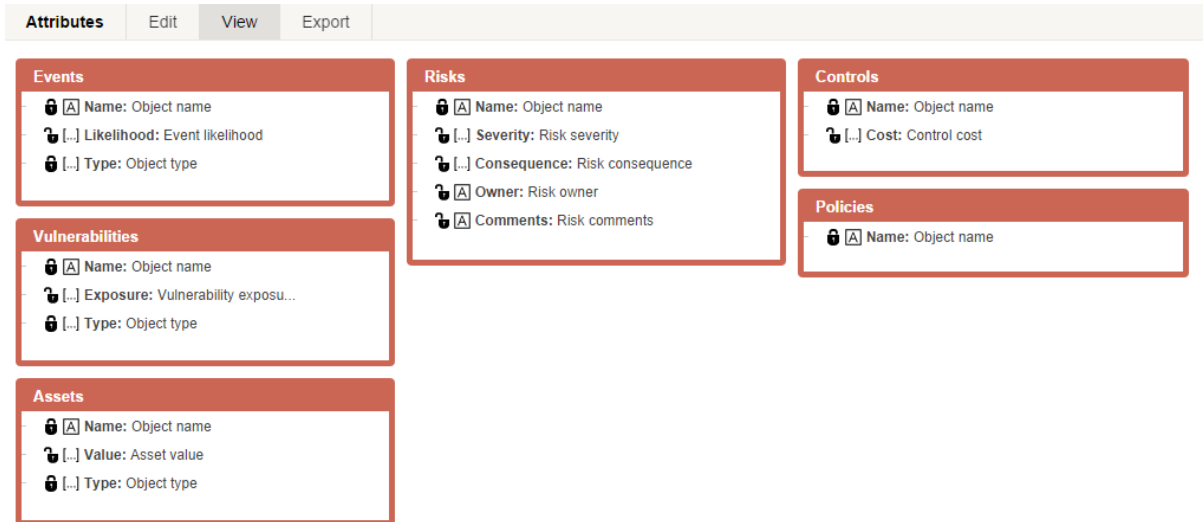 Attributes Edit View Export
Events
A Name: Object name
[...] Likelihood: Event likelihood
[...] Type: Object type
Vulnerabilities
A Name: Object name
[...] Exposure: Vulnerability exposu...
[...] Type: Object type
Assets
A Name: Object name
[...] Value: Asset value
[...] Type: Object type
Risks
A Name: Object name
[...] Severity: Risk severity
[...] Consequence: Risk consequence
A Owner: Risk owner
A Comments: Risk comments
Controls
A Name: Object name
[...] Cost: Control cost
Policies
A Name: Object name